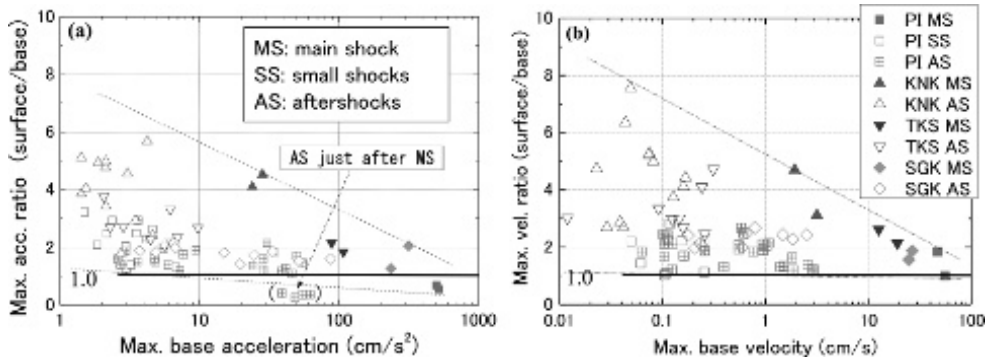 (a)
MS: main shock
SS: small shocks
AS: aftershocks
AS just after MS
1.0
Max. acc. ratio (surface/base)
0
2
4
6
8
10
1
10
100
1000
Max. base acceleration (cm/s²)
(b)
1.0
Max. vel. ratio (surface/base)
0
2
4
6
8
10
0.01
0.1
1
10
100
Max. base velocity (cm/s)
PI MS
PI SS
PI AS
KNK MS
KNK AS
TKS MS
TKS AS
SGK MS
SGK AS